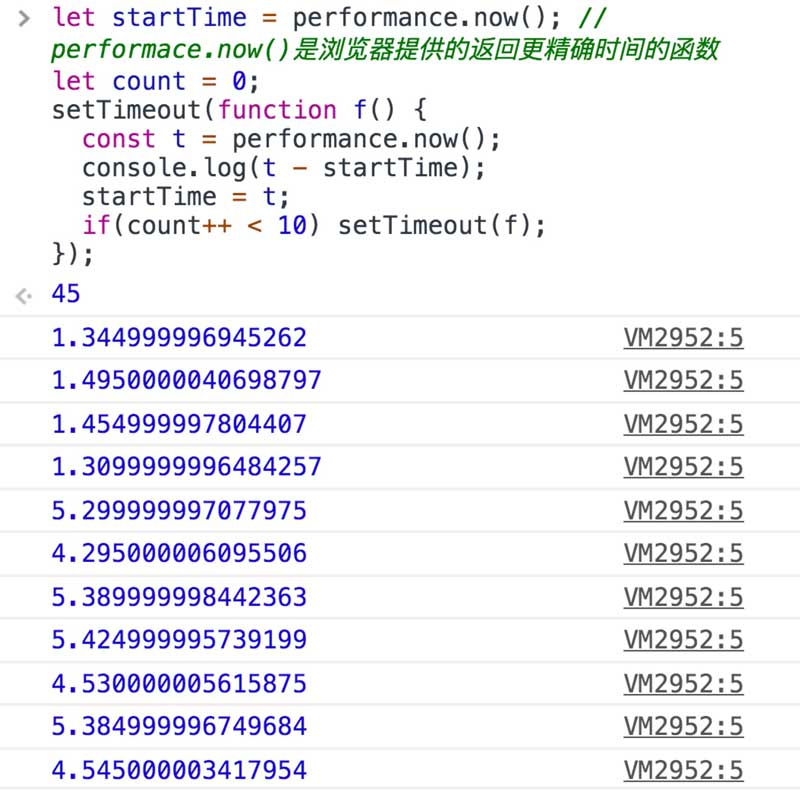 let startTime = performance.now(); //
performace.now()是浏览器提供的返回更精确时间的函数
let count = 0;
setTimeout(function f() {
const t = performance.now();
console.log(t - startTime);
startTime = t;
if(count++ < 10) setTimeout(f);
});
45
1.344999996945262 VM2952:5
1.4950000040698797 VM2952:5
1.454999997804407 VM2952:5
1.3099999996484257 VM2952:5
5.299999997077975 VM2952:5
4.295000006095506 VM2952:5
5.389999998442363 VM2952:5
5.424999995739199 VM2952:5
4.530000005615875 VM2952:5
5.384999996749684 VM2952:5
4.545000003417954 VM2952:5